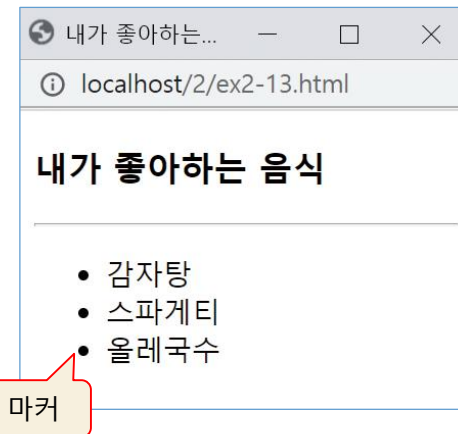 내가 좋아하는...
localhost/2/ex2-13.html
내가 좋아하는 음식
감자탕
스파게티
올레국수
마커